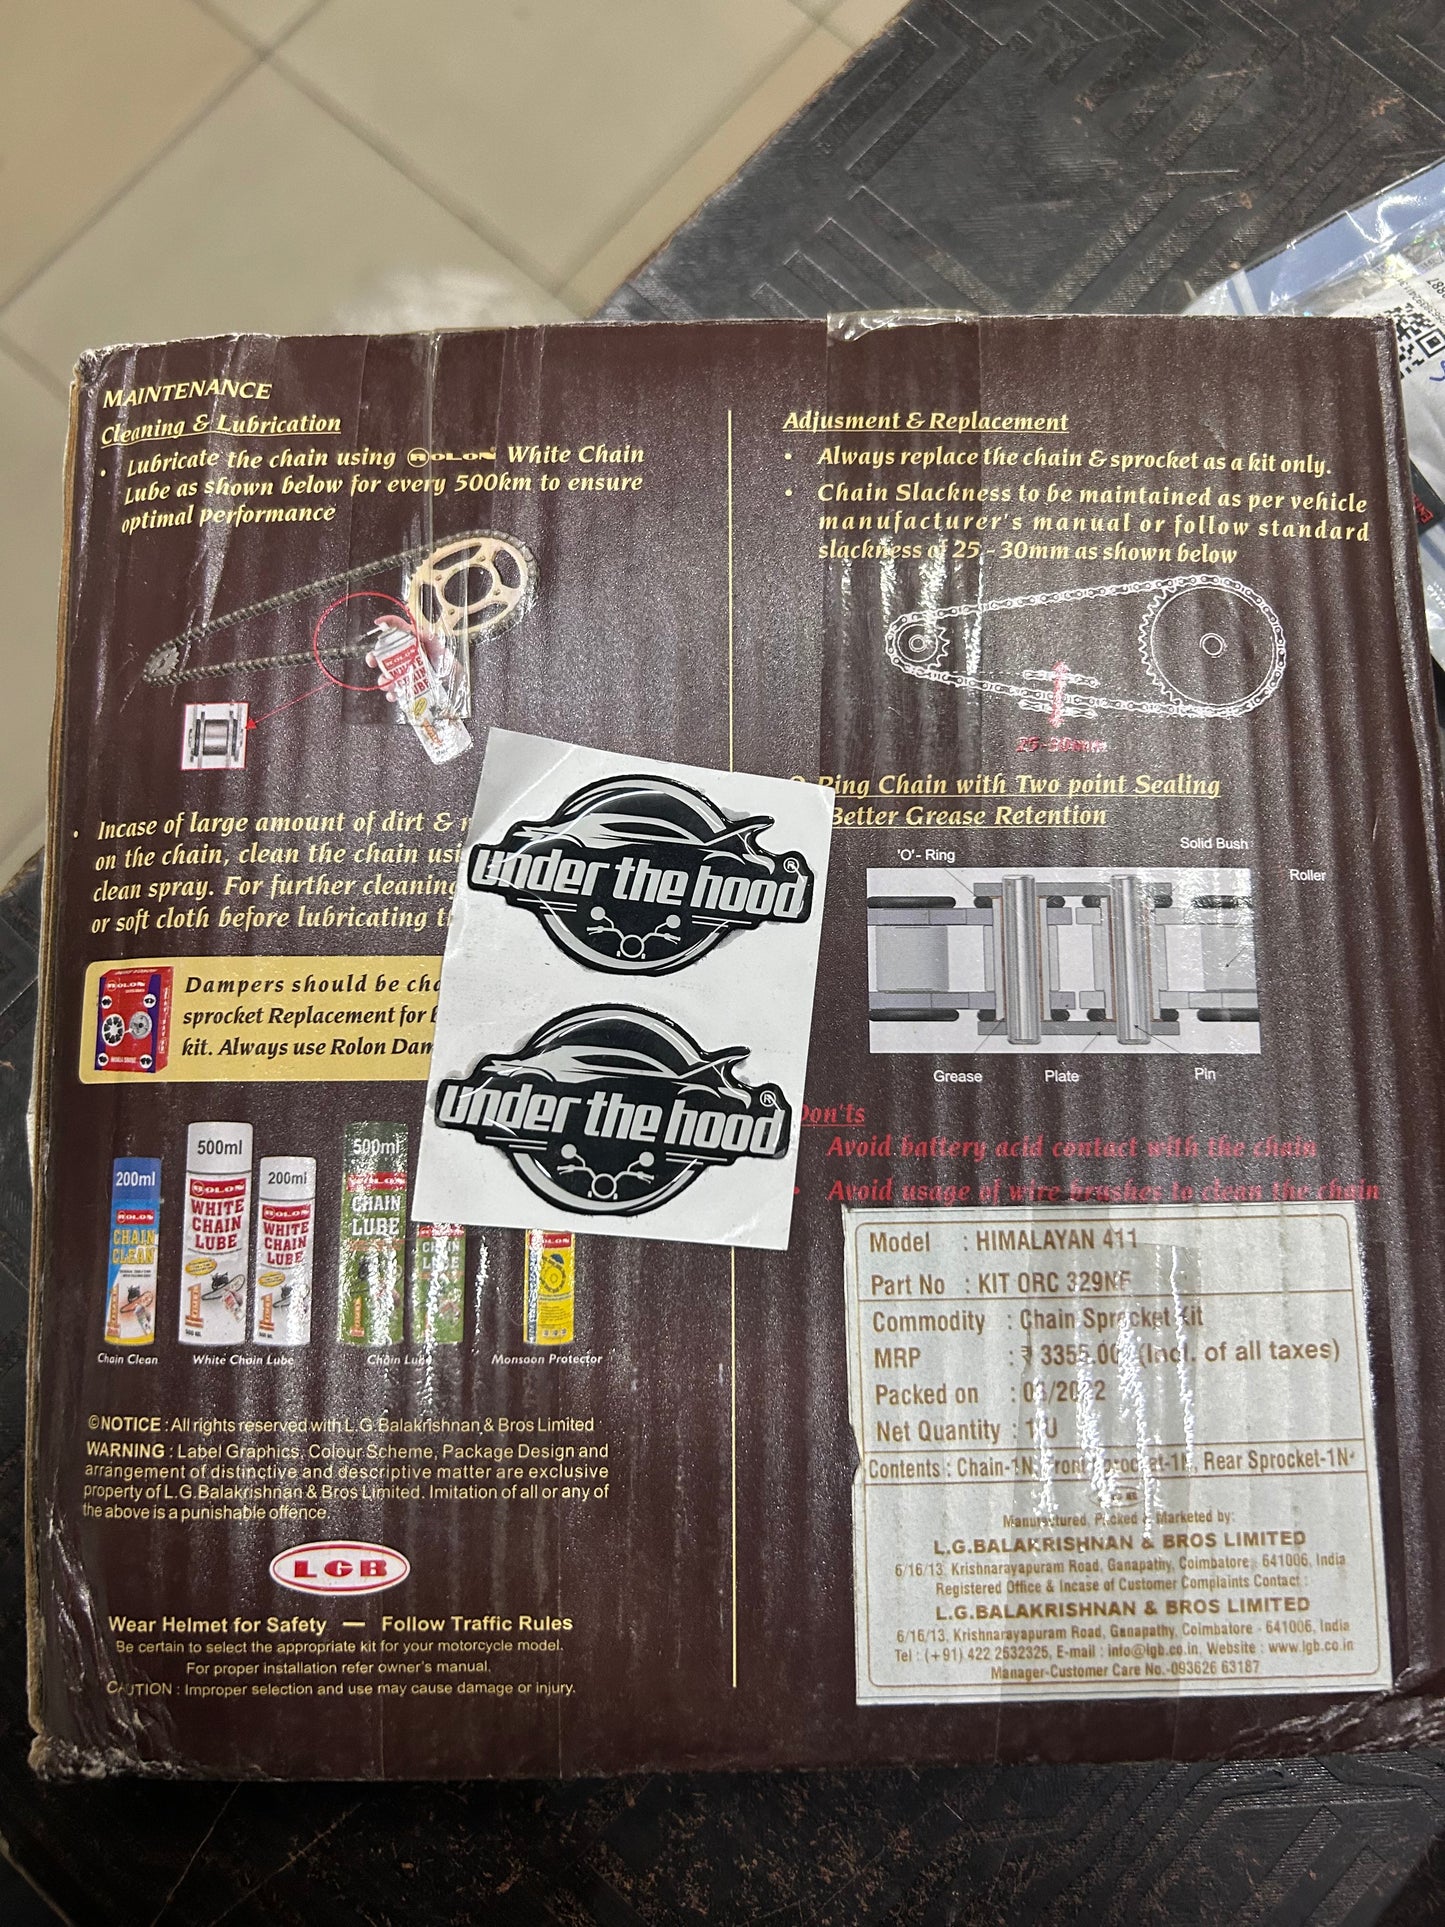 MAINTENANCE
Cleaning & Lubrication
• Lubricate the chain using ROLON White Chain
Lube as shown below for every 500km to ensure
optimal performance
ROLON
WHITE
CHAIN
LUBE
• Incase of large amount of dirt &
on the chain, clean the chain
clean spray. For further cleaning
or soft cloth before lubricating
ROLON
Dampers should be
sprocket Replacement for
kit. Always use Rolon
200ml
ROLON
CHAIN
CLEAN
500ml
ROLON
WHITE
CHAIN
LUBE
200ml
ROLON
WHITE
CHAIN
LUBE
500ml
ROLON
CHAIN
LUBE
CHAIN
LUBE
ROLON
Chain Clean
White Chain Lube
Chain Lube
Monsoon Protector
©NOTICE : All rights reserved with L.G.Balakrishnan & Bros Limited
WARNING : Label Graphics, Colour Scheme, Package Design and
arrangement of distinctive and descriptive matter are exclusive
property of L.G.Balakrishnan & Bros Limited. Imitation of all or any of
the above is a punishable offence.
LGB
Wear Helmet for Safety — Follow Traffic Rules
Be certain to select the appropriate kit for your motorcycle model.
For proper installation refer owner's manual.
CAUTION : Improper selection and use may cause damage or injury.
under the hood ®
under the hood ®
Adjusment & Replacement
• Always replace the chain & sprocket as a kit only.
• Chain Slackness to be maintained as per vehicle
manufacturer's manual or follow standard
slackness of 25 - 30mm as shown below
25-30mm
Ring Chain with Two point Sealing
Better Grease Retention
'O'- Ring
Solid Bush
Roller
Grease
Plate
Pin
Don'ts
Avoid battery acid contact with the chain
• Avoid usage of wire brushes to clean the chain
Model : HIMALAYAN 411
Part No : KIT ORC 329NF
Commodity : Chain Sprocket Kit
MRP : ₹ 3355.00 (Incl. of all taxes)
Packed on : /2022
Net Quantity :
Contents : Chain-1N, Front Sprocket-1N, Rear Sprocket-1N
LGB
Manufactured, Packed & Marketed by:
L.G.BALAKRISHNAN & BROS LIMITED
6/16/13, Krishnarayapuram Road, Ganapathy, Coimbatore - 641006, India
Registered Office & Incase of Customer Complaints Contact :
L.G.BALAKRISHNAN & BROS LIMITED
6/16/13, Krishnarayapuram Road, Ganapathy, Coimbatore - 641006, India
Tel : (+91) 422 2532325, E-mail : info@lgb.co.in, Website : www.lgb.co.in
Manager-Customer Care No.-093626 63187